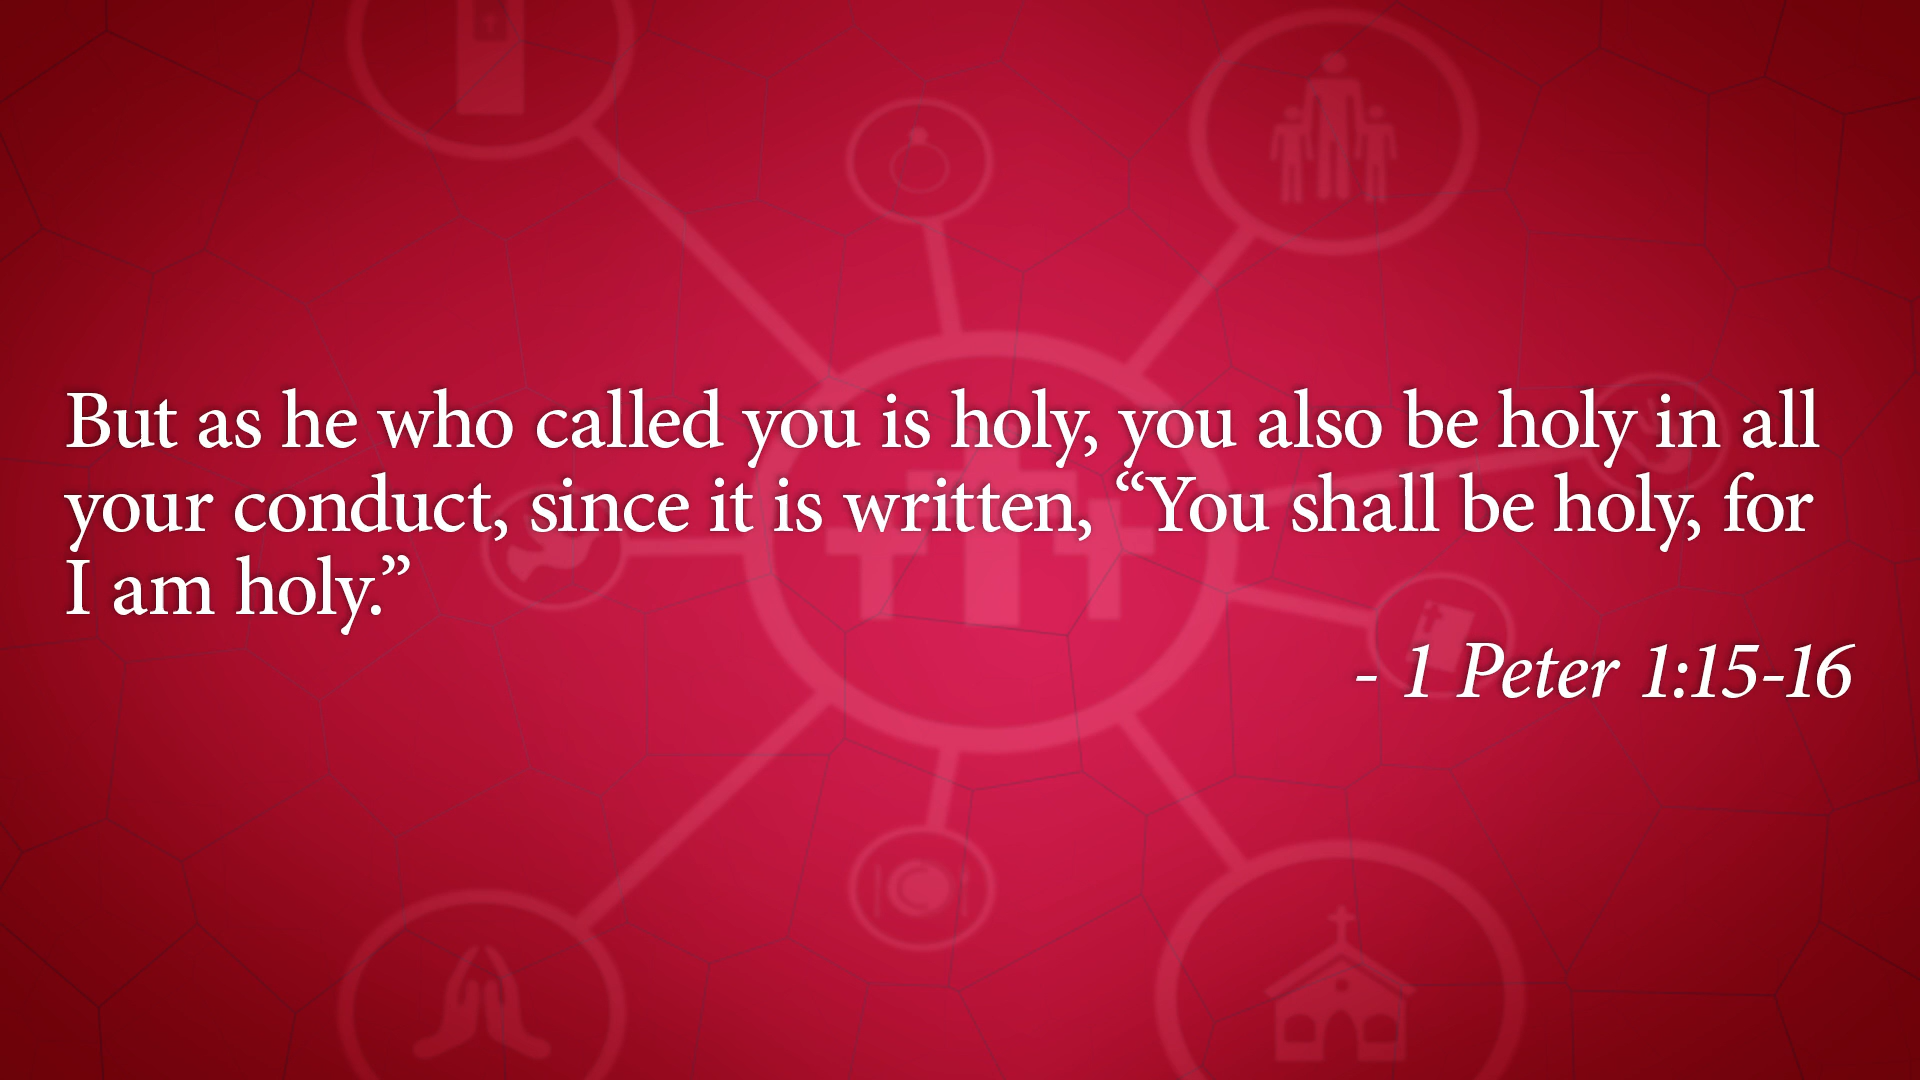 But as he who called you is holy, you also be holy in all
your conduct, since it is written, “You shall be holy, for
I am holy.”
- 1 Peter 1:15-16